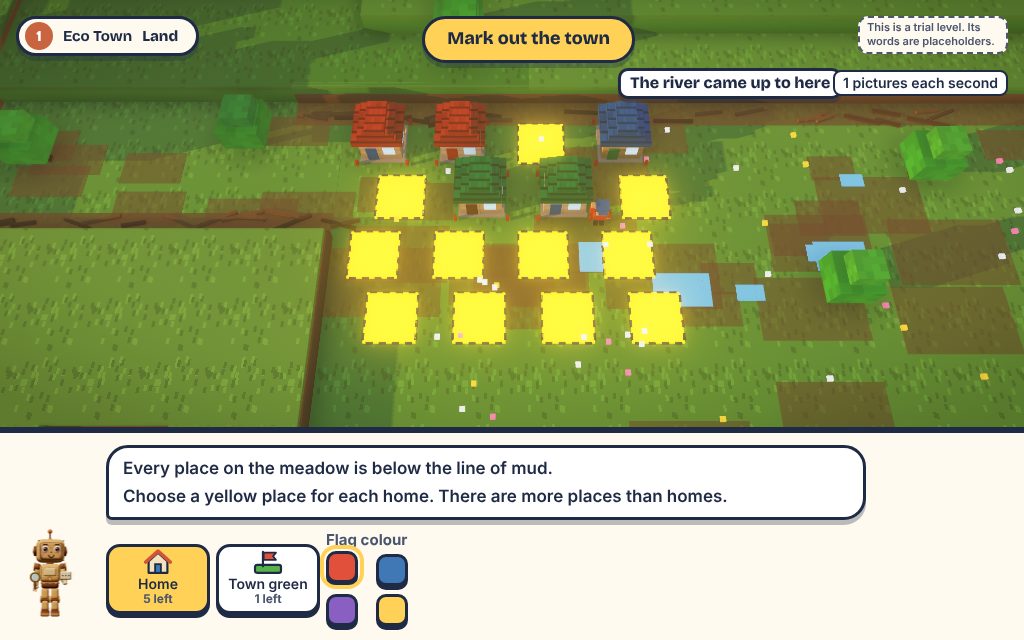 1 Eco Town Land
Mark out the town
This is a trial level. Its
words are placeholders.
The river came up to here
1 pictures each second
Every place on the meadow is below the line of mud.
Choose a yellow place for each home. There are more places than homes.
Flag colour
Home
5 left
Town green
1 left